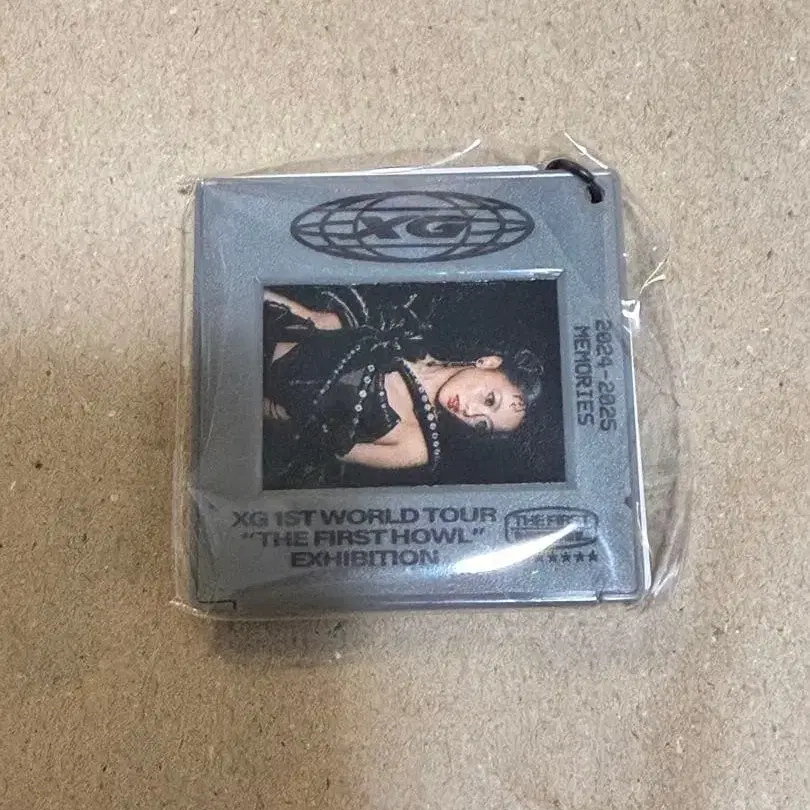 XG
2024-2025
MEMORIES
XG 1ST WORLD TOUR
"THE FIRST HOWL"
EXHIBITION
THE FIRST
★★★★★